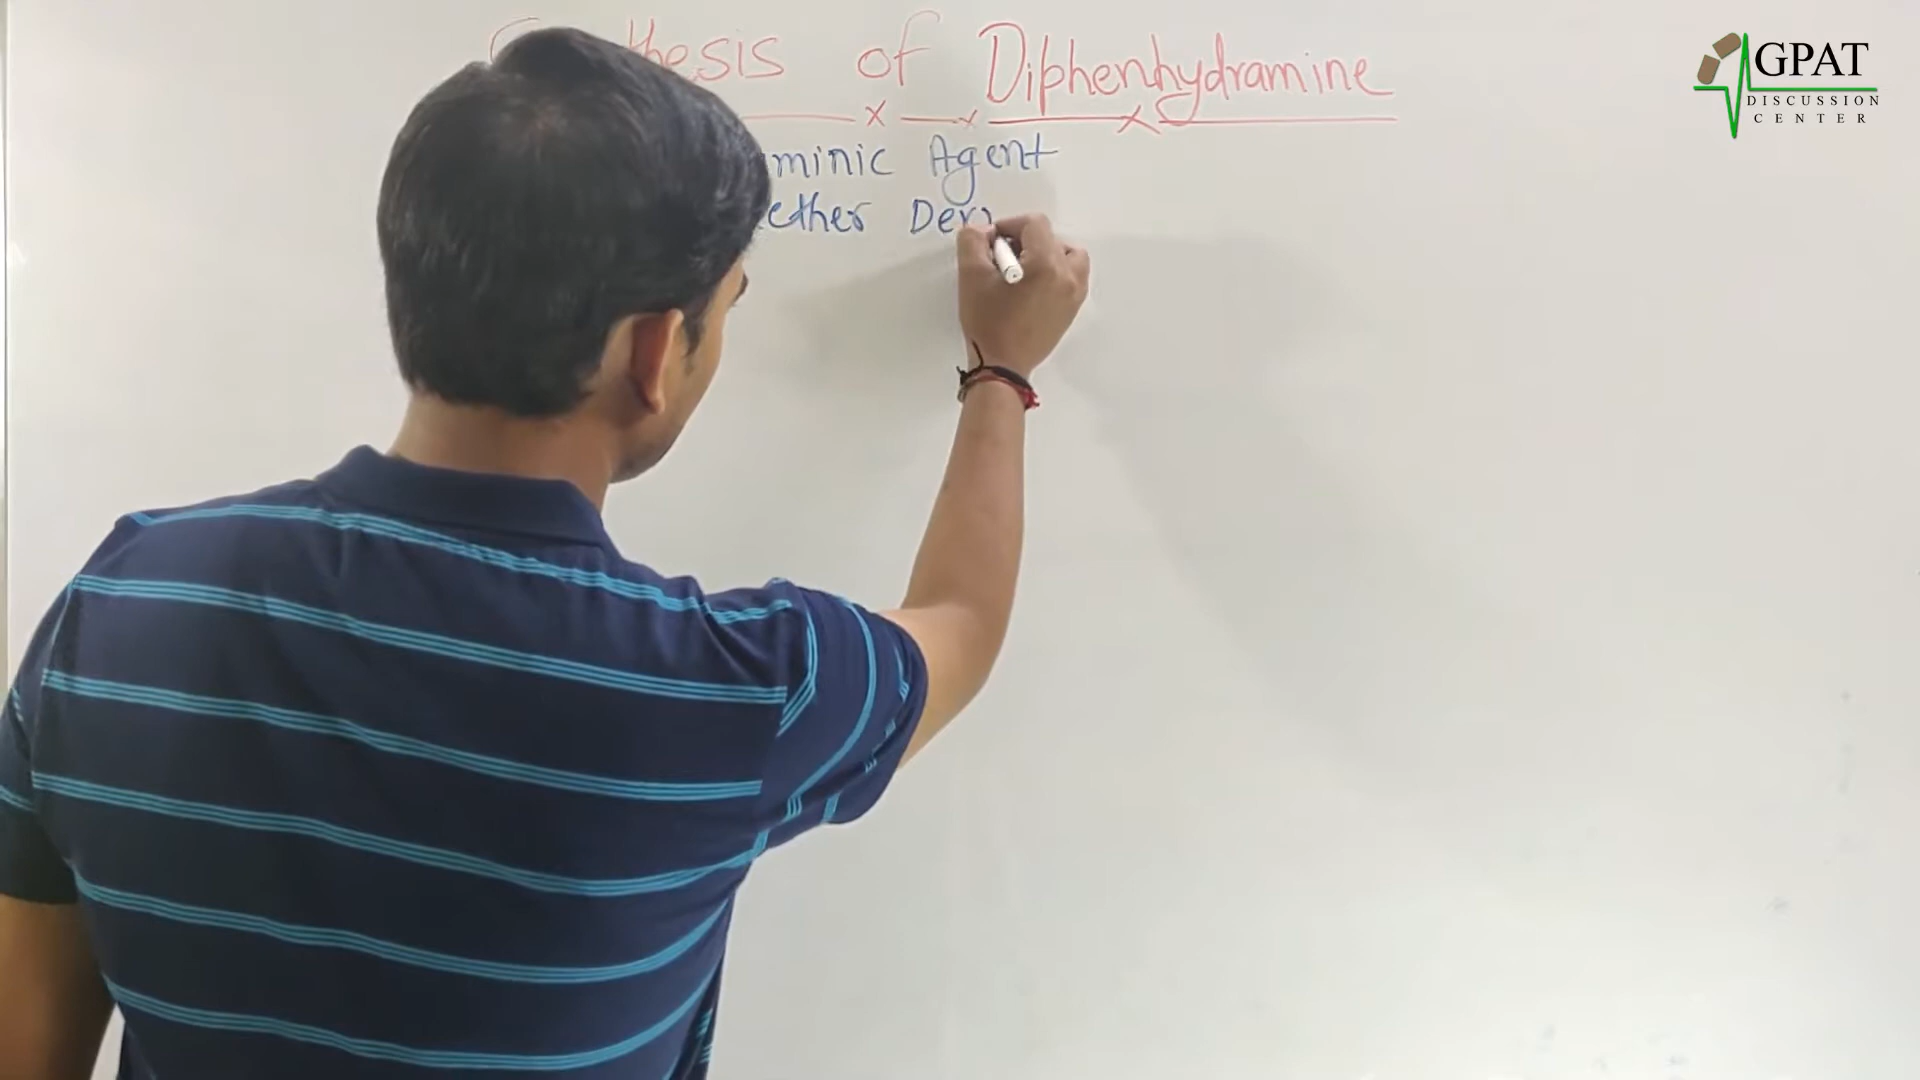 thesis of Diphenhydramine
minic Agent
ether Der
GPAT
DISCUSSION
CENTER